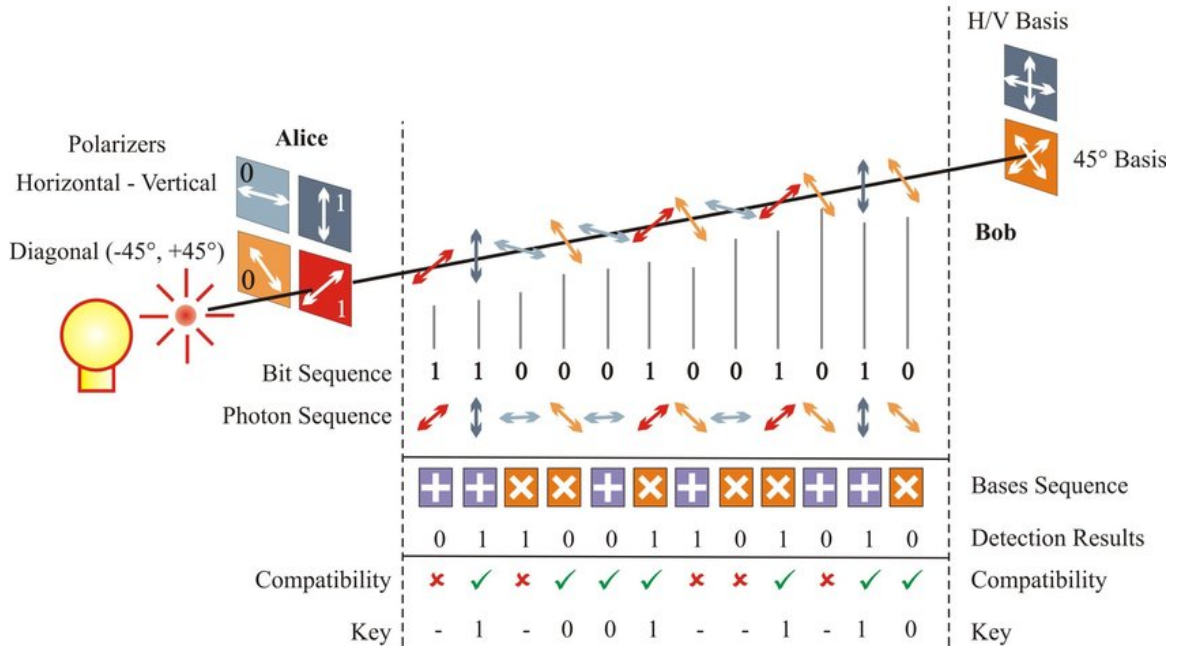 H/V Basis
Alice
Polarizers
Horizontal - Vertical
0
1
45° Basis
Diagonal (-45°, +45°)
0
1
Bob
Bit Sequence 1 1 0 0 0 1 0 0 1 0 1 0
Photon Sequence
Bases Sequence
0 1 1 0 0 1 1 0 1 0 1 0 Detection Results
Compatibility Compatibility
Key - 1 - 0 0 1 - - 1 - 1 0 Key